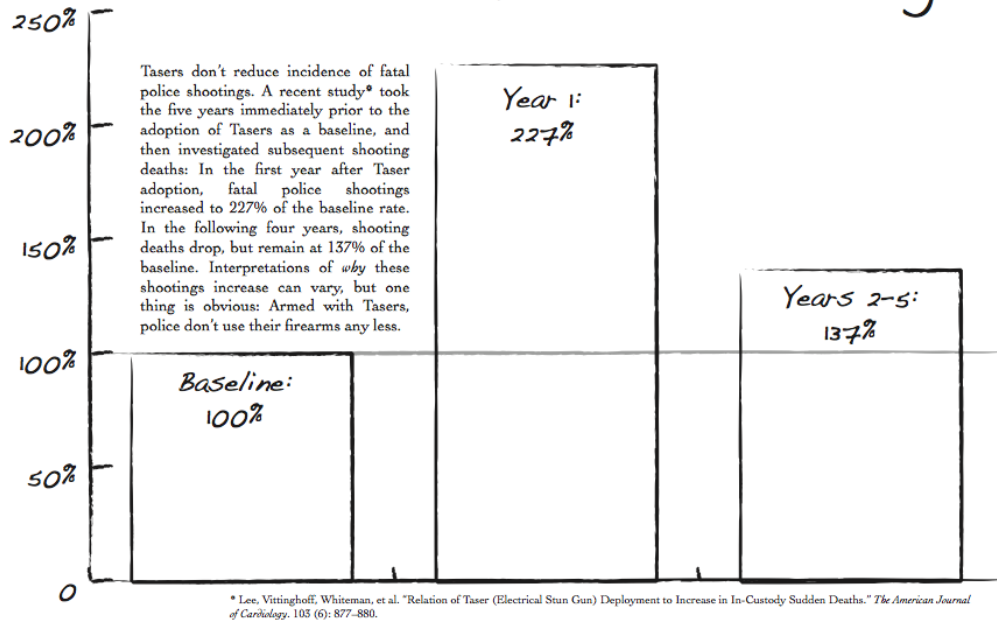 250%
Tasers don't reduce incidence of fatal
police shootings. A recent study* took
the five years immediately prior to the
adoption of Tasers as a baseline, and
then investigated subsequent shooting
deaths: In the first year after Taser
adoption, fatal police shootings
increased to 227% of the baseline rate.
In the following four years, shooting
deaths drop, but remain at 137% of the
baseline. Interpretations of why these
shootings increase can vary, but one
thing is obvious: Armed with Tasers,
police don't use their firearms any less.
Year 1:
227%
200%
150%
Years 2-5:
137%
100%
Baseline:
100%
50%
0
* Lee, Vittinghoff, Whiteman, et al. "Relation of Taser (Electrical Stun Gun) Deployment to Increase in In-Custody Sudden Deaths." The American Journal
of Cardiology. 103 (6): 877–880.